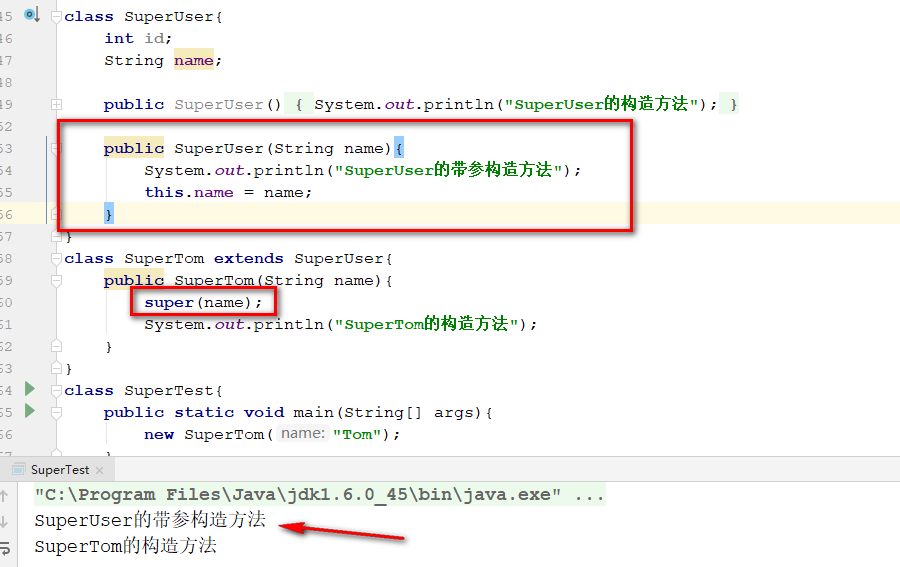 45 class SuperUser{
46 int id;
47 String name;
48
49 public SuperUser() { System.out.println("SuperUser的构造方法"); }
52
53 public SuperUser(String name){
54 System.out.println("SuperUser的带参构造方法");
55 this.name = name;
56 }
57 }
58 class SuperTom extends SuperUser{
59 public SuperTom(String name){
60 super(name);
61 System.out.println("SuperTom的构造方法");
62 }
63 }
64 class SuperTest{
65 public static void main(String[] args){
66 new SuperTom( name: "Tom");
67 }
SuperTest ×
"C:\Program Files\Java\jdk1.6.0_45\bin\java.exe" ...
SuperUser的带参构造方法
SuperTom的构造方法